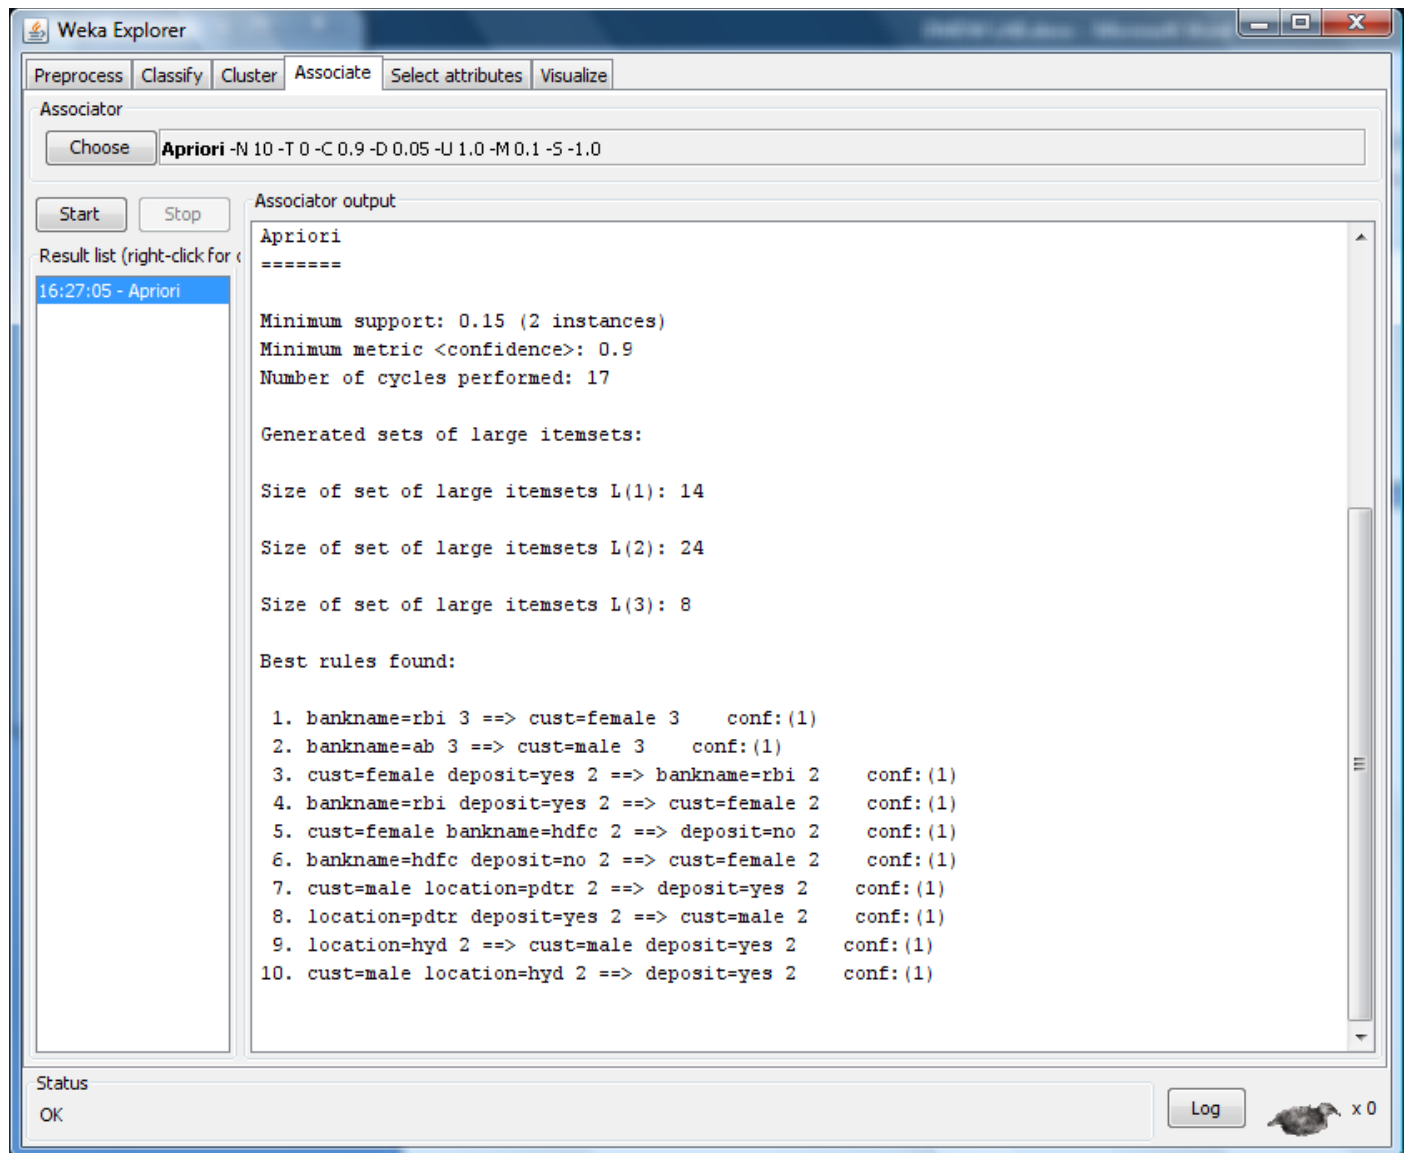 Weka Explorer
Preprocess Classify Cluster Associate Select attributes Visualize
Associator
Choose Apriori -N 10 -T 0 -C 0.9 -D 0.05 -U 1.0 -M 0.1 -S -1.0
Start Stop
Result list (right-click for
16:27:05 - Apriori
Associator output
Apriori
=======
Minimum support: 0.15 (2 instances)
Minimum metric <confidence>: 0.9
Number of cycles performed: 17
Generated sets of large itemsets:
Size of set of large itemsets L(1): 14
Size of set of large itemsets L(2): 24
Size of set of large itemsets L(3): 8
Best rules found:
1. bankname=rbi 3 ==> cust=female 3 conf:(1)
2. bankname=ab 3 ==> cust=male 3 conf:(1)
3. cust=female deposit=yes 2 ==> bankname=rbi 2 conf:(1)
4. bankname=rbi deposit=yes 2 ==> cust=female 2 conf:(1)
5. cust=female bankname=hdfc 2 ==> deposit=no 2 conf:(1)
6. bankname=hdfc deposit=no 2 ==> cust=female 2 conf:(1)
7. cust=male location=pdtr 2 ==> deposit=yes 2 conf:(1)
8. location=pdtr deposit=yes 2 ==> cust=male 2 conf:(1)
9. location=hyd 2 ==> cust=male deposit=yes 2 conf:(1)
10. cust=male location=hyd 2 ==> deposit=yes 2 conf:(1)
Status
OK
Log
x 0